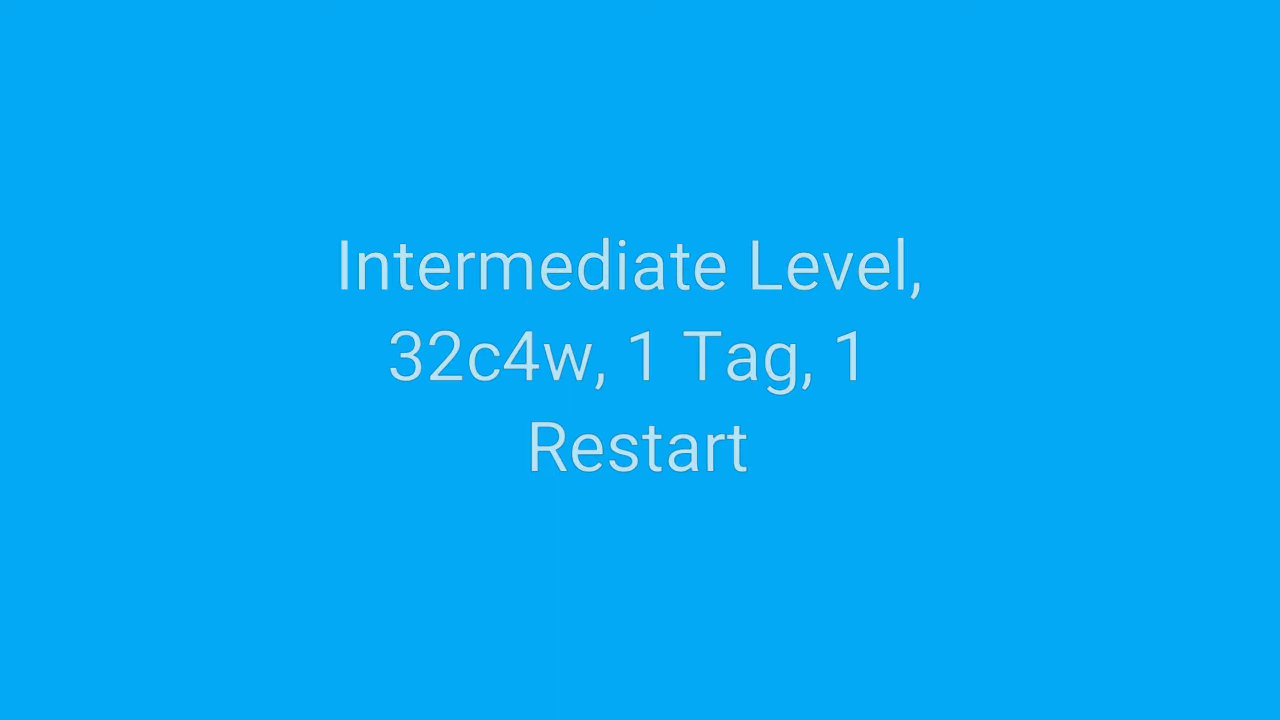 Intermediate Level,
32c4w, 1 Tag, 1
Restart